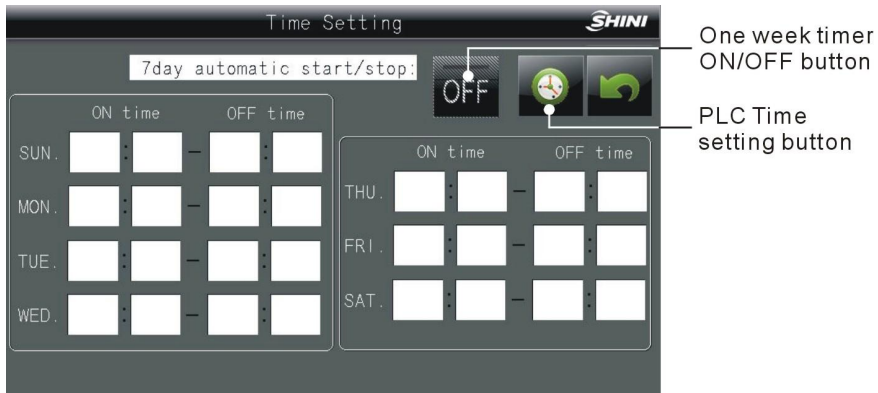 Time Setting
SHINI
One week timer
ON/OFF button
7day automatic start/stop:
OFF
PLC Time
setting button
ON time OFF time
SUN. : - :
MON. : - :
TUE. : - :
WED. : - :
ON time OFF time
THU. : - :
FRI. : - :
SAT. : - :